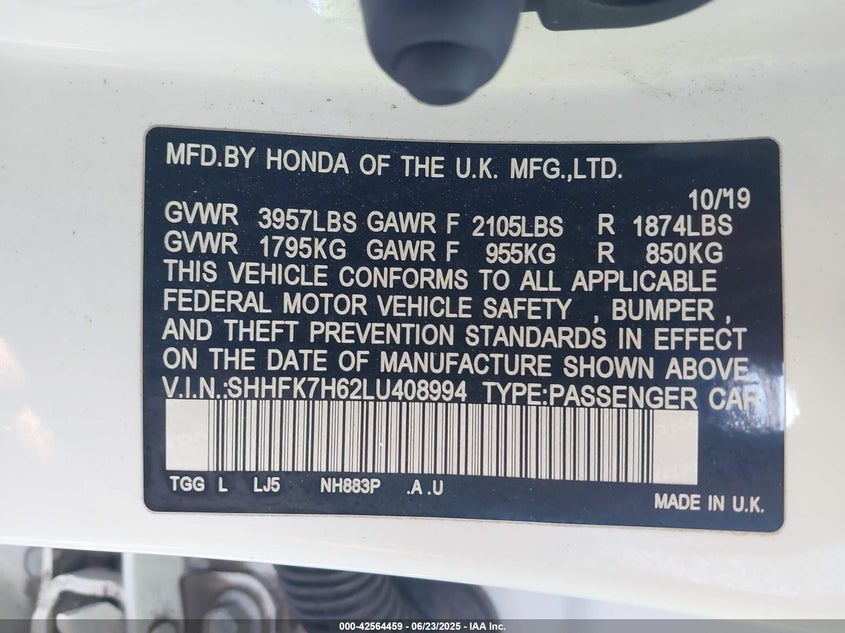 MFD.BY HONDA OF THE U.K. MFG.,LTD.
10/'19
GVWR 3957LBS GAWR F 2105LBS R 1874LBS
GVWR 1795KG GAWR F 955KG R 850KG
THIS VEHICLE CONFORMS TO ALL APPLICABLE
FEDERAL MOTOR VEHICLE SAFETY , BUMPER ,
AND THEFT PREVENTION STANDARDS IN EFFECT
ON THE DATE OF MANUFACTURE SHOWN ABOVE
V.I.N.:SHHFK7H62LU408994 TYPE:PASSENGER CAR
TGG L LJ5 NH883P .A .U
MADE IN U.K.
000-42564459 | 06/23/2025 - IAA Inc.